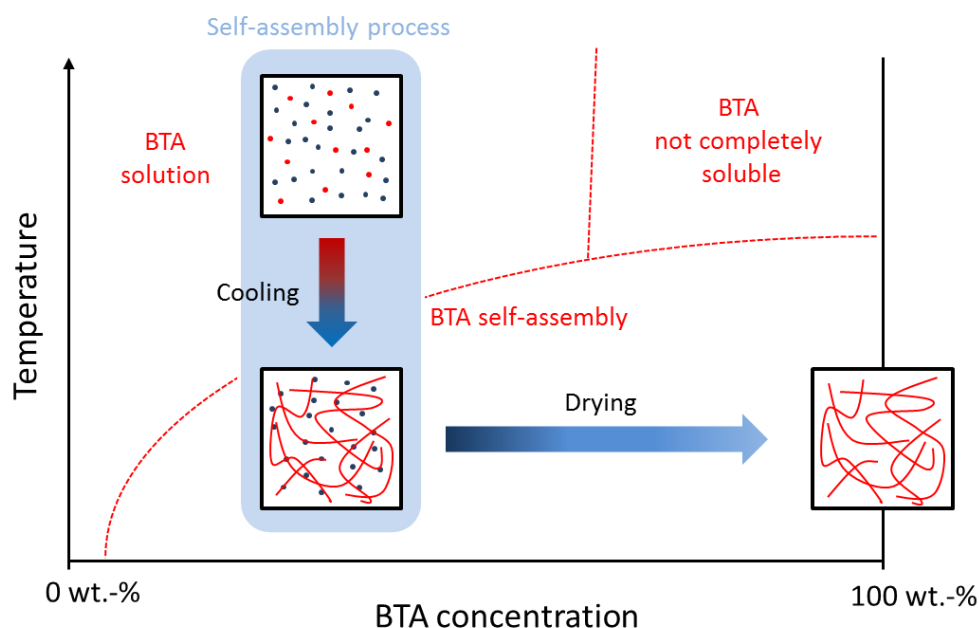 Self-assembly process
BTA
solution
BTA
not completely
soluble
Cooling
BTA self-assembly
Drying
Temperature
0 wt.-%
BTA concentration
100 wt.-%